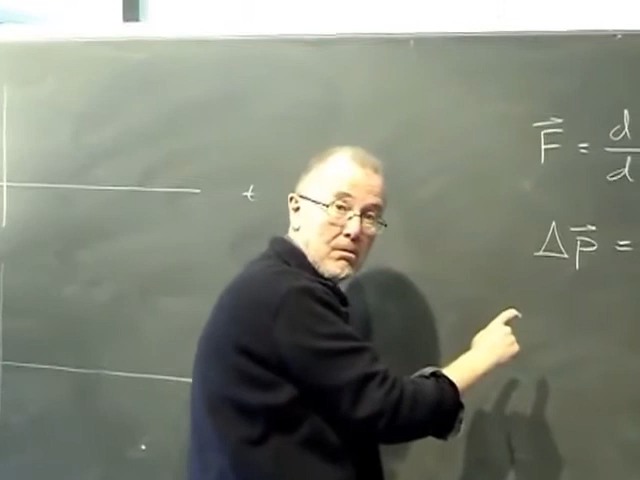 t
F⃗ = d
d
Δp⃗ =